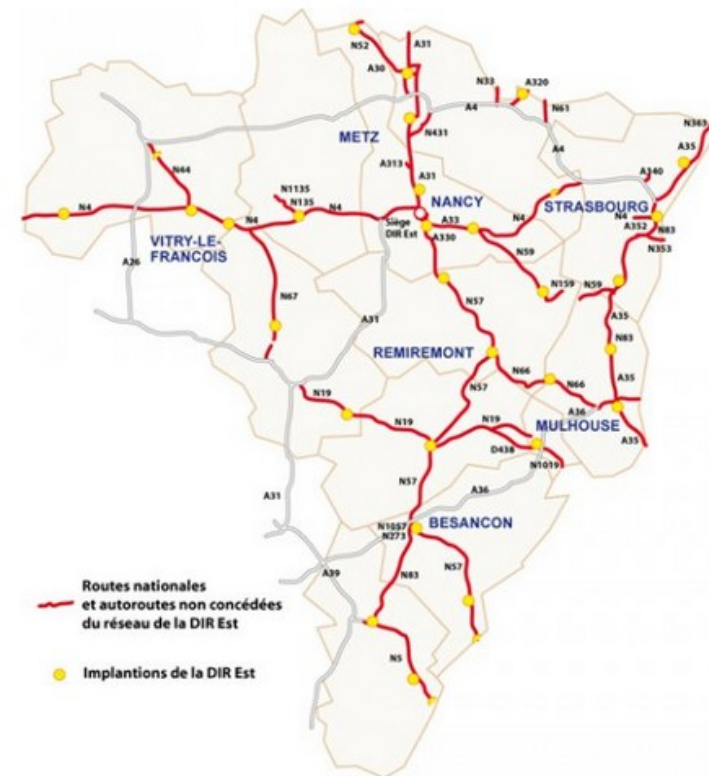 N52
A31
A30
N33
A320
N61
A4
N363
A35
METZ
N431
A4
A313
A340
N44
N1135
N135
A31
NANCY
N4
STRASBOURG
N4
N4
N4
Siège
DIR Est
A33
A330
N4
A352
N83
N353
VITRY-LE-
FRANCOIS
N59
A26
N67
N159
N59
N57
A31
A35
N83
REMIREMONT
N66
N57
N66
A35
N19
A36
MULHOUSE
N19
N19
D438
A35
N1019
N57
A36
A31
N1057
N273
BESANCON
A39
N83
N57
N5
Routes nationales
et autoroutes non concédées
du réseau de la DIR Est
Implantions de la DIR Est